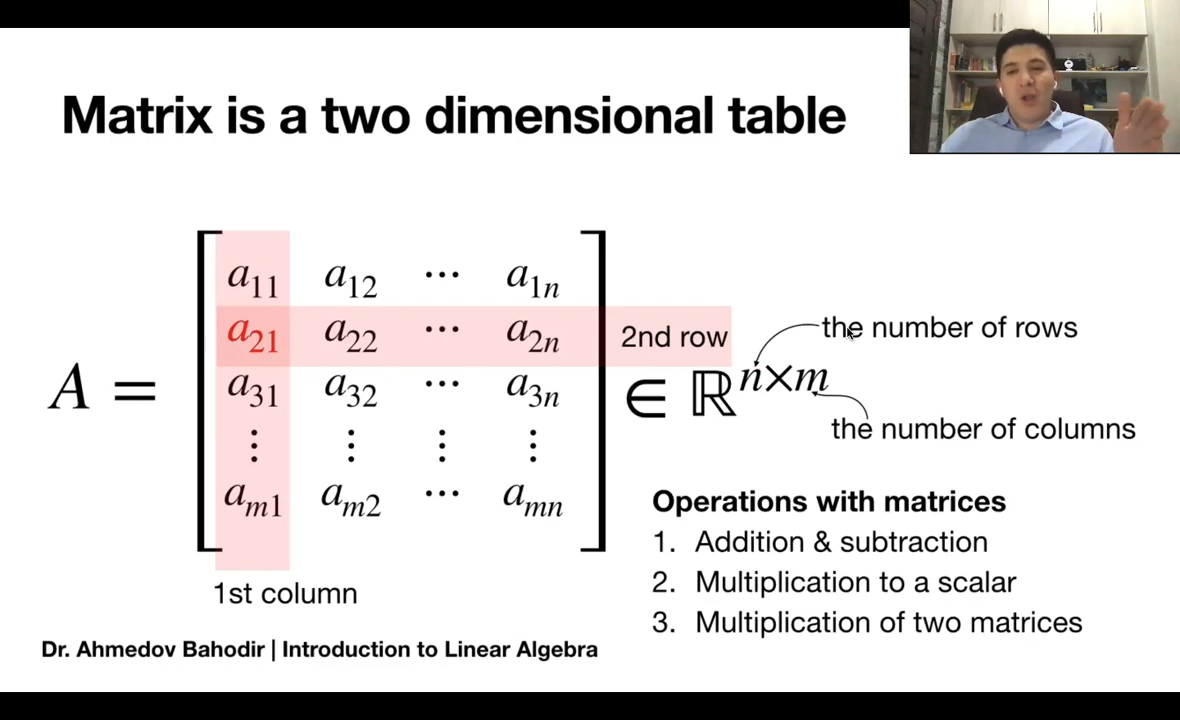 Matrix is a two dimensional table
a11 a12 ⋯ a1n
a21 a22 ⋯ a2n 2nd row
the number of rows
A = a31 a32 ⋯ a3n ∈ ℝ^n×m
the number of columns
⋮ ⋮ ⋮ ⋮
am1 am2 ⋯ amn
1st column
Operations with matrices
1. Addition & subtraction
2. Multiplication to a scalar
3. Multiplication of two matrices
Dr. Ahmedov Bahodir | Introduction to Linear Algebra